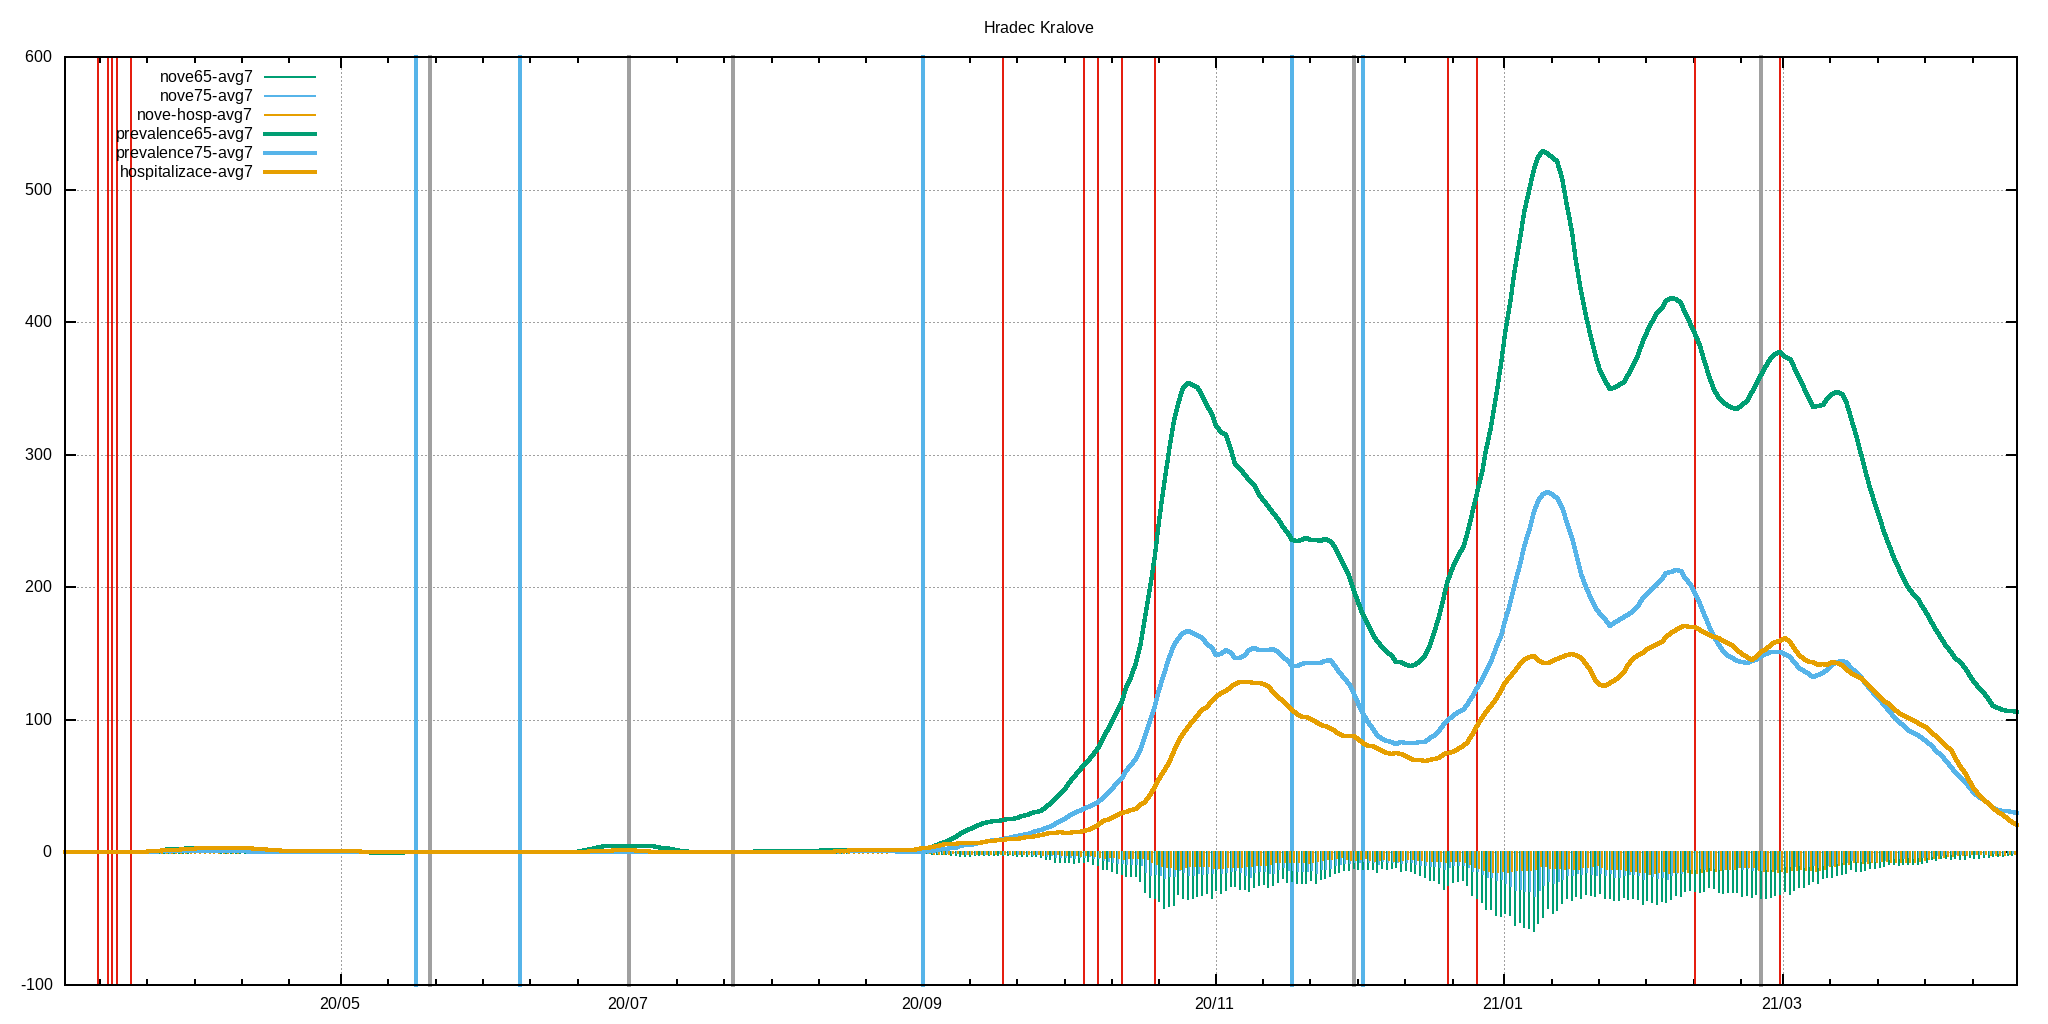 Hradec Kralove
600
500
400
300
200
100
0
-100
nove65-avg7
nove75-avg7
nove-hosp-avg7
prevalence65-avg7
prevalence75-avg7
hospitalizace-avg7
20/05
20/07
20/09
20/11
21/01
21/03